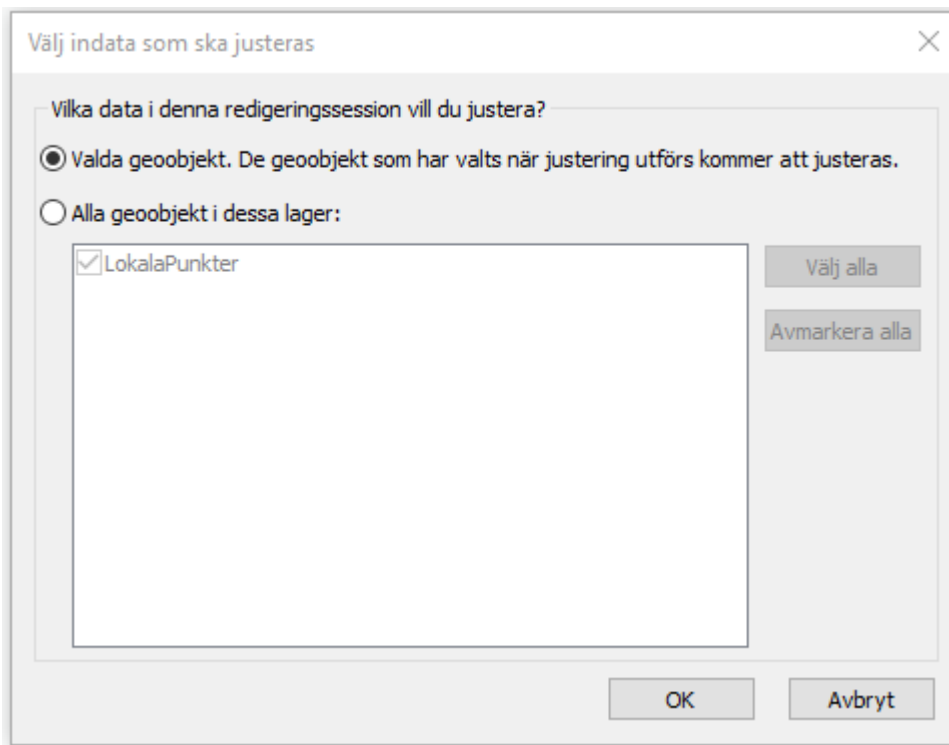 Välj indata som ska justeras
Vilka data i denna redigeringssession vill du justera?
Valda geoobjekt. De geoobjekt som har valts när justering utförs kommer att justeras.
Alla geoobjekt i dessa lager:
LokalaPunkter
Välj alla
Avmarkera alla
OK
Avbryt